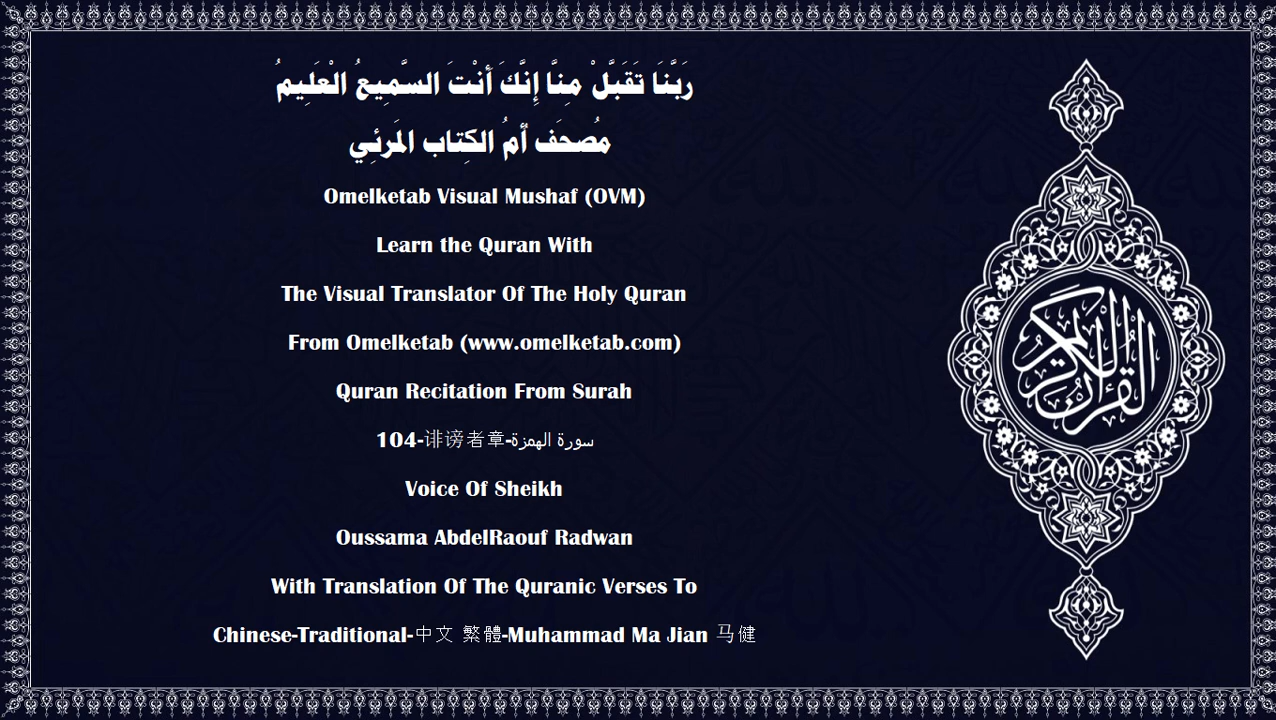 رَبَّنَا تَقَبَّلْ مِنَّا إِنَّكَ أَنْتَ السَّمِيعُ الْعَلِيمُ
مُصحَف أمُ الكِتاب المَرئِي
Omelketab Visual Mushaf (OVM)
Learn the Quran With
The Visual Translator Of The Holy Quran
From Omelketab (www.omelketab.com)
Quran Recitation From Surah
104-诽谤者章-سورة الهمزة
Voice Of Sheikh
Oussama AbdelRaouf Radwan
With Translation Of The Quranic Verses To
Chinese-Traditional-中文 繁體-Muhammad Ma Jian 马健
القرآن الكريم